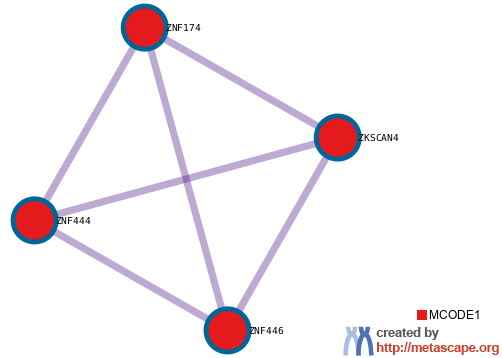 ZNF174
ZKSCAN4
ZNF444
ZNF446
MCODE1
created by
http://metascape.org